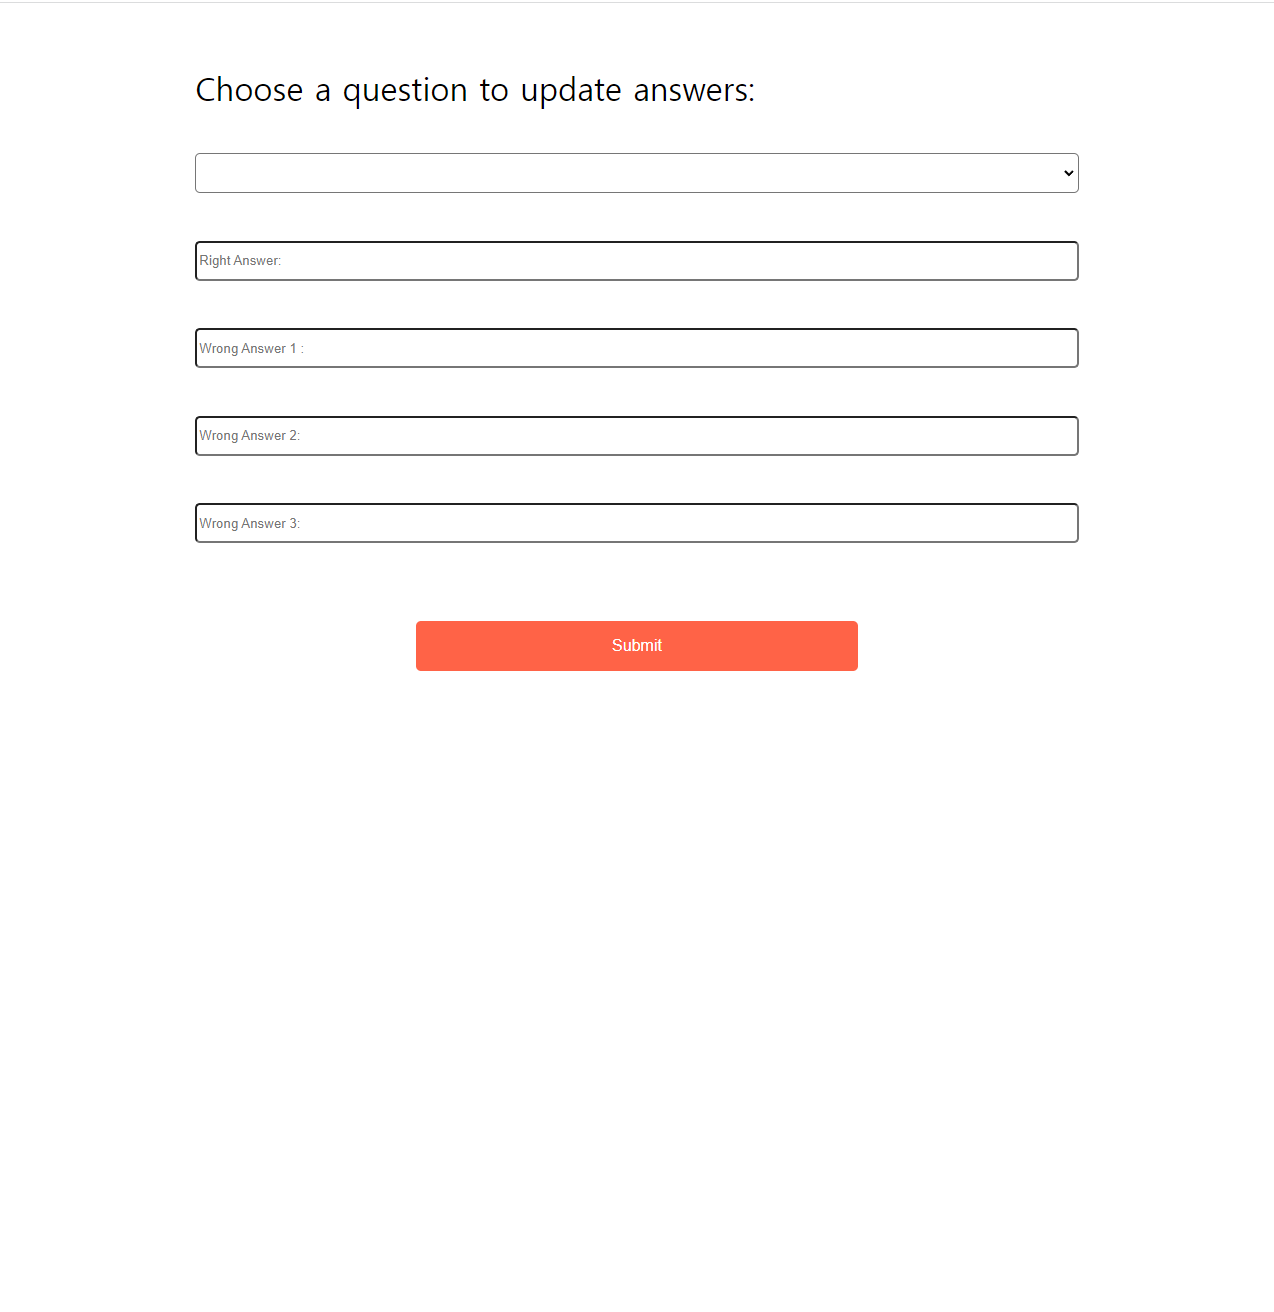 Choose a question to update answers:
Right Answer:
Wrong Answer 1 :
Wrong Answer 2:
Wrong Answer 3:
Submit